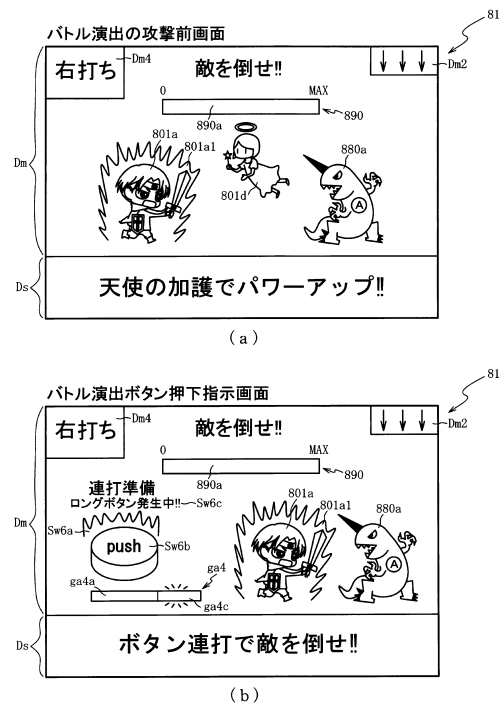 バトル演出の攻撃前画面
81
右打ち
Dm4
敵を倒せ!!
Dm2
0 MAX
890a
890
801a
801a1
880a
801d
A
Dm
天使の加護でパワーアップ!!
Ds
(a)
バトル演出ボタン押下指示画面
81
右打ち
Dm4
敵を倒せ!!
Dm2
0 MAX
890a
890
連打準備
ロングボタン発生中!!
Sw6c
801a
801a1
880a
Sw6a
push
Sw6b
A
Dm
ga4a
ga4
ga4c
ボタン連打で敵を倒せ!!
Ds
(b)